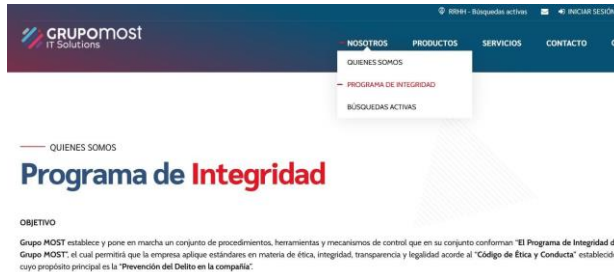 RRHH - Búsquedas activas INICIAR SESIÓN
GRUPOMOST
IT Solutions
NOSOTROS PRODUCTOS SERVICIOS CONTACTO
QUIENES SOMOS
PROGRAMA DE INTEGRIDAD
BÚSQUEDAS ACTIVAS
QUIENES SOMOS
Programa de Integridad
OBJETIVO
Grupo MOST establece y pone en marcha un conjunto de procedimientos, herramientas y mecanismos de control que en su conjunto conforman "El Programa de Integridad d
Grupo MOST", el cual permitirá que la empresa aplique estándares en materia de ética, integridad, transparencia y legalidad acorde al "Código de Ética y Conducta" establecid
cuyo propósito principal es la "Prevención del Delito en la compañía".